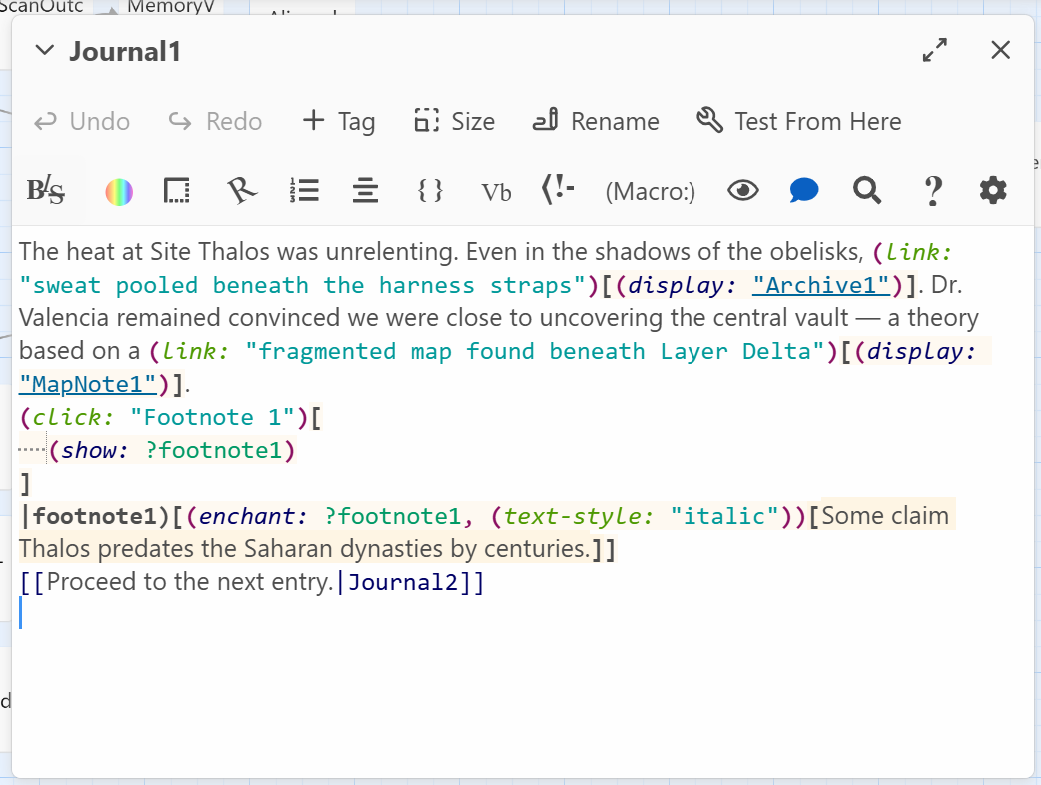 ScanOutc MemoryV
Journal1
Undo Redo + Tag Size Rename Test From Here
BIS { } Vb (!- (Macro:) ?
The heat at Site Thalos was unrelenting. Even in the shadows of the obelisks, (link:
"sweat pooled beneath the harness straps")[(display: "Archive1")]. Dr.
Valencia remained convinced we were close to uncovering the central vault — a theory
based on a (link: "fragmented map found beneath Layer Delta")[(display:
"MapNote1")].
(click: "Footnote 1")[
(show: ?footnote1)
]
|footnote1)[(enchant: ?footnote1, (text-style: "italic"))[Some claim
Thalos predates the Saharan dynasties by centuries.]]
[[Proceed to the next entry.|Journal2]]